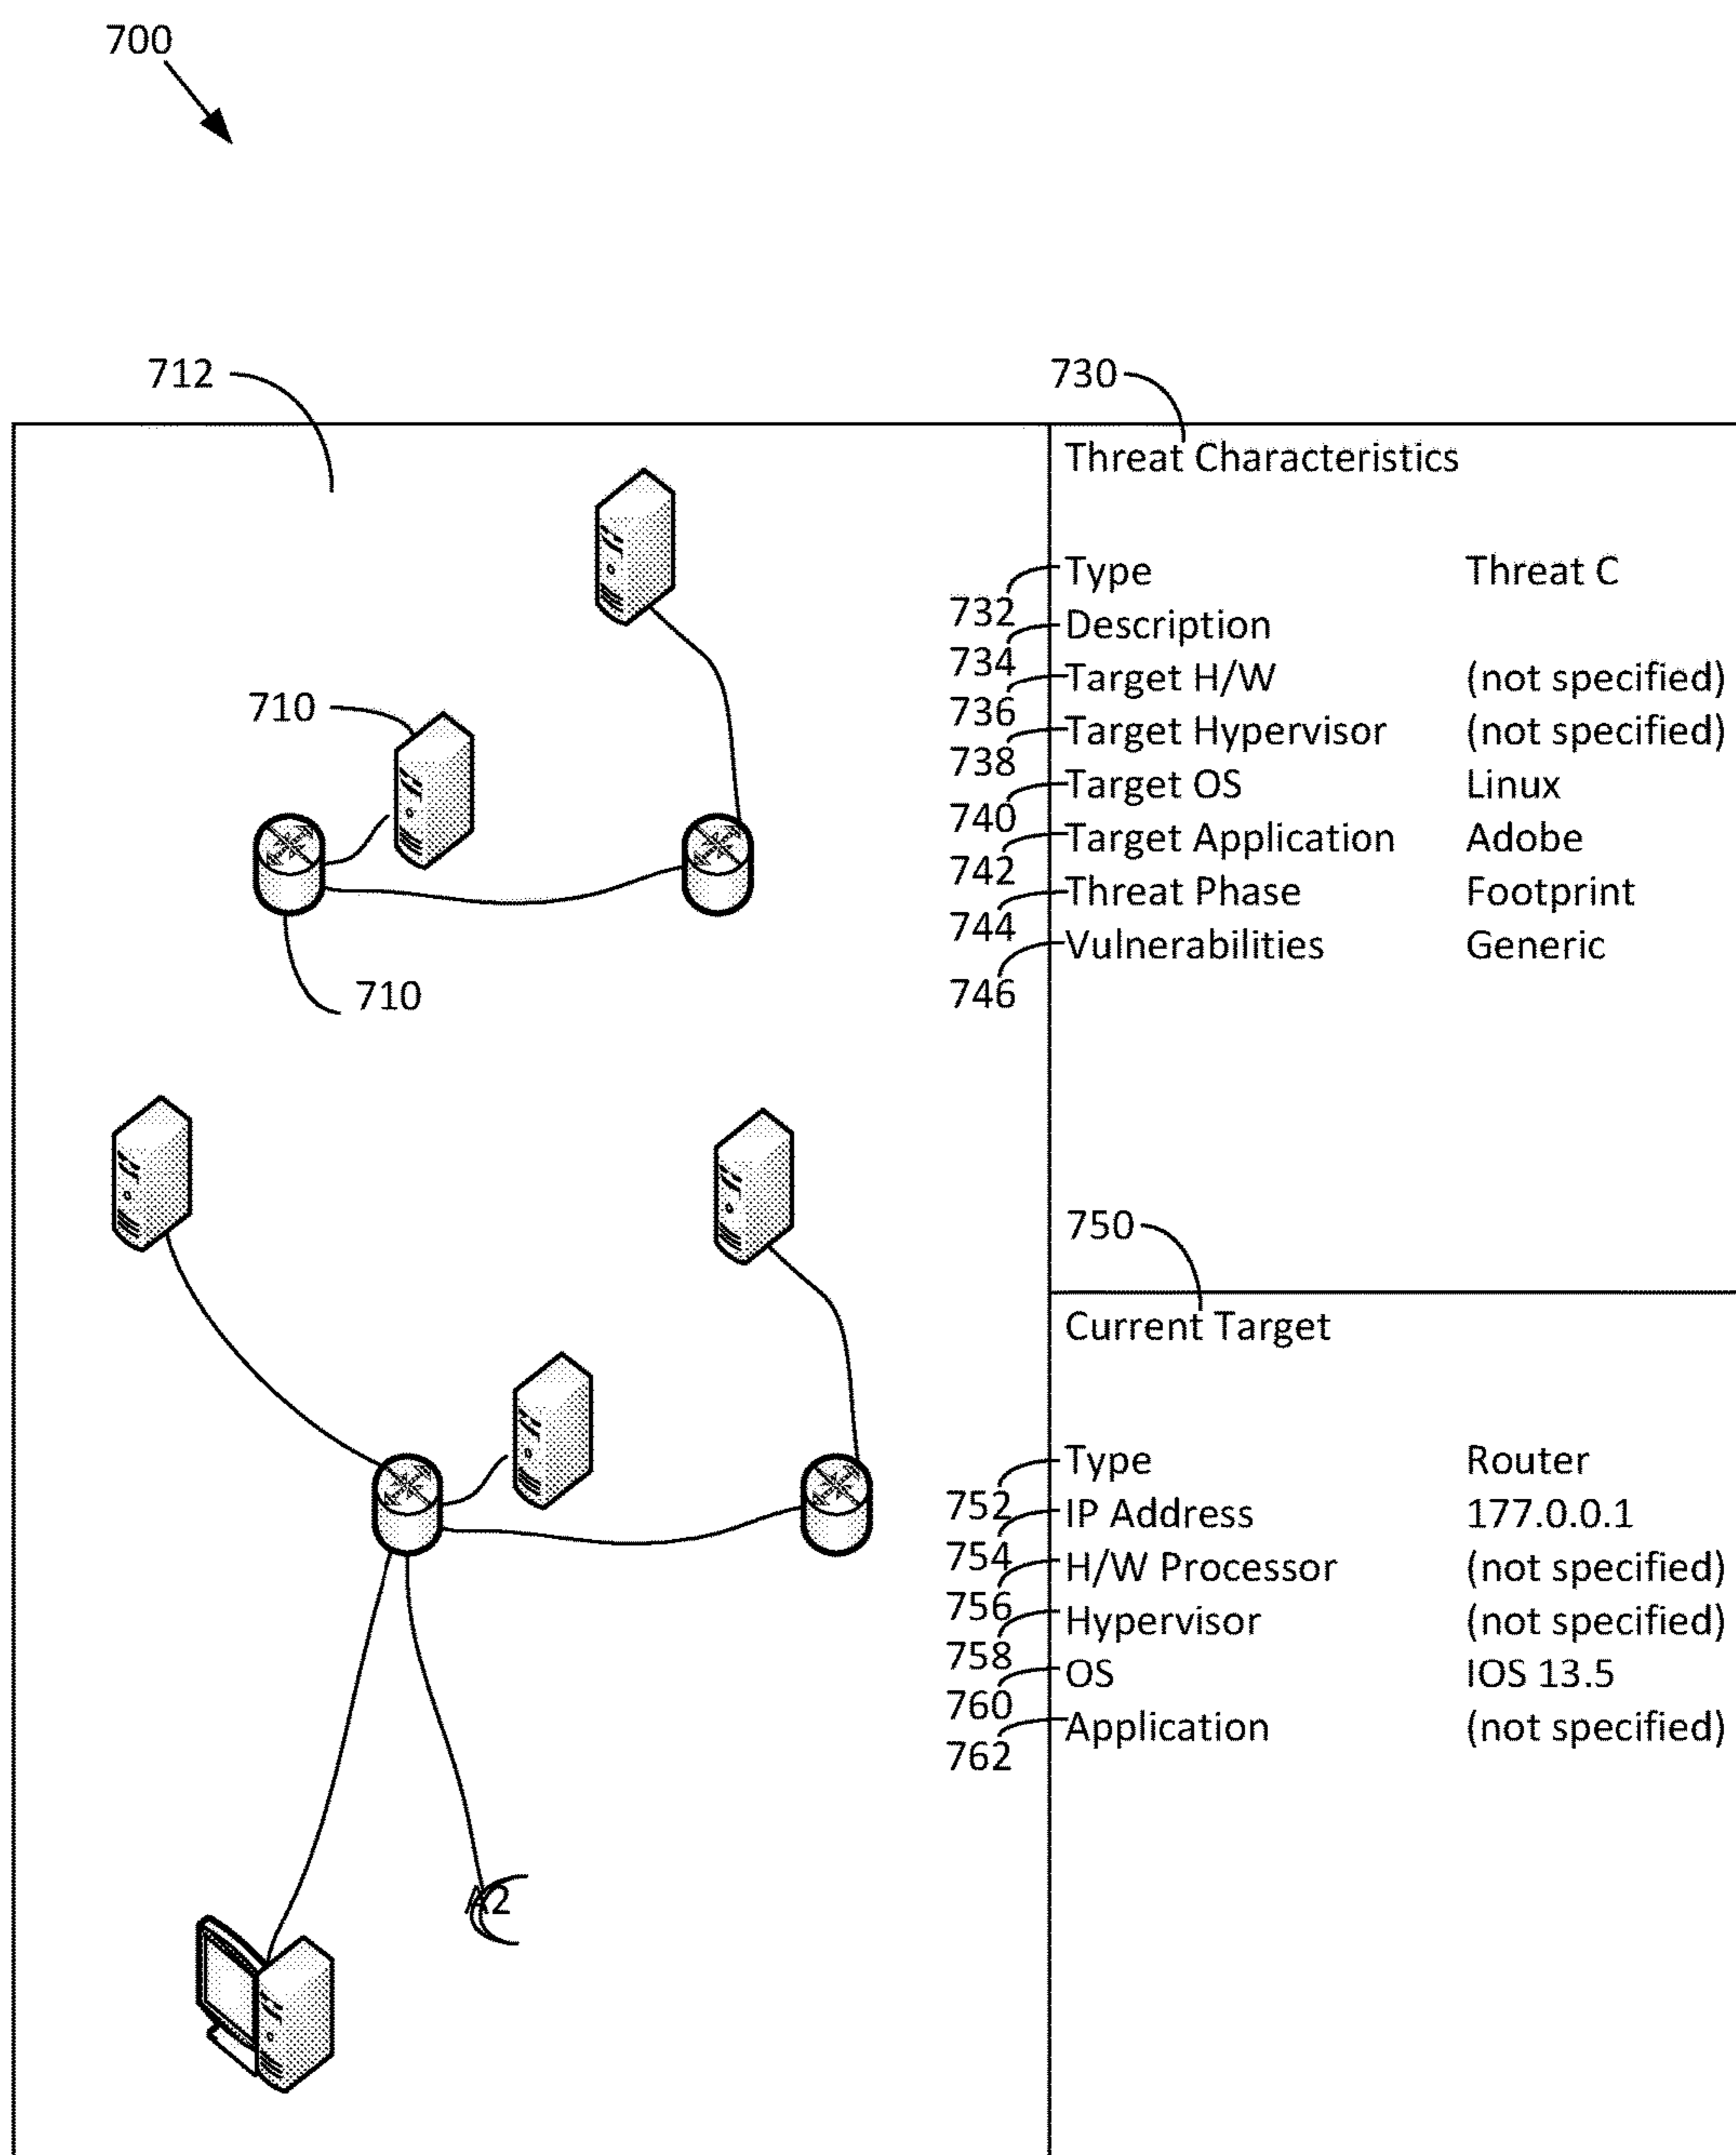 700
712
730
Threat Characteristics
Type Threat C
732
Description
734
Target H/W (not specified)
710
736
Target Hypervisor (not specified)
738
Target OS Linux
740
Target Application Adobe
742
Threat Phase Footprint
744
Vulnerabilities Generic
710
746
750
Current Target
Type Router
752
IP Address 177.0.0.1
754
H/W Processor (not specified)
756
Hypervisor (not specified)
758
OS IOS 13.5
760
Application (not specified)
762
A2